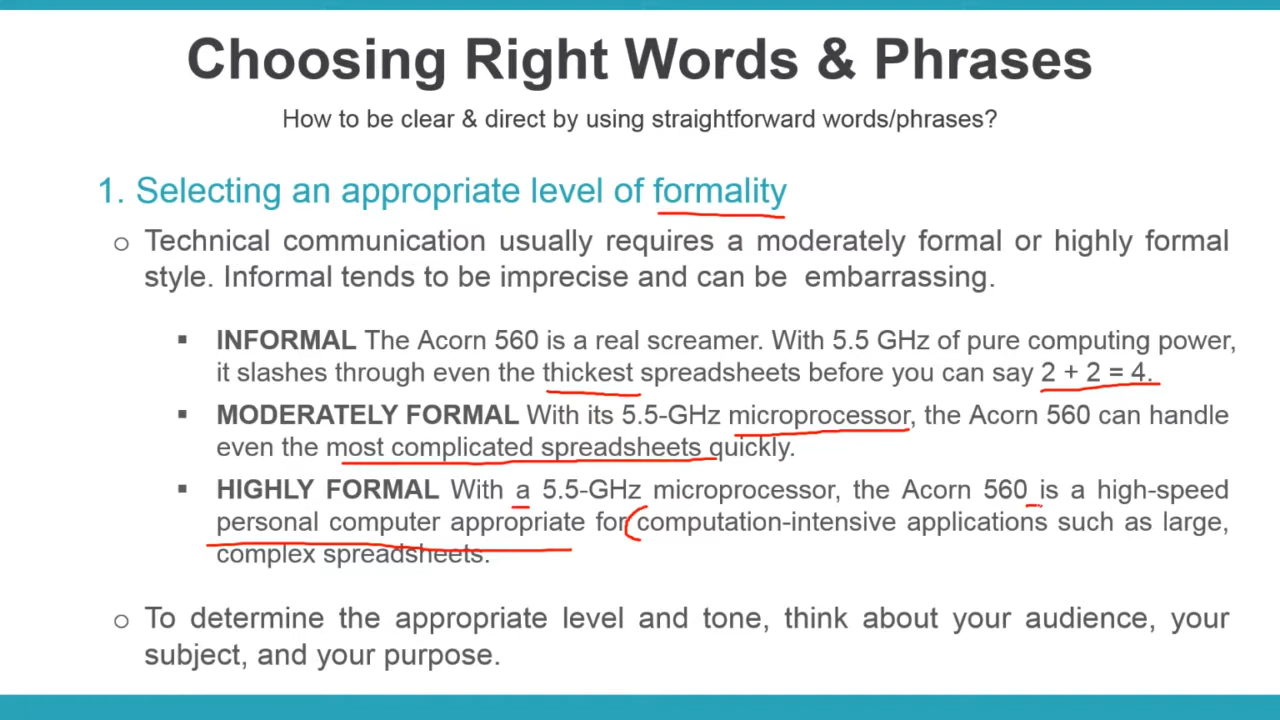 Choosing Right Words & Phrases
How to be clear & direct by using straightforward words/phrases?
1. Selecting an appropriate level of formality
o Technical communication usually requires a moderately formal or highly formal
style. Informal tends to be imprecise and can be embarrassing.
▪ INFORMAL The Acorn 560 is a real screamer. With 5.5 GHz of pure computing power,
it slashes through even the thickest spreadsheets before you can say 2 + 2 = 4.
▪ MODERATELY FORMAL With its 5.5-GHz microprocessor, the Acorn 560 can handle
even the most complicated spreadsheets quickly.
▪ HIGHLY FORMAL With a 5.5-GHz microprocessor, the Acorn 560 is a high-speed
personal computer appropriate for computation-intensive applications such as large,
complex spreadsheets.
o To determine the appropriate level and tone, think about your audience, your
subject, and your purpose.